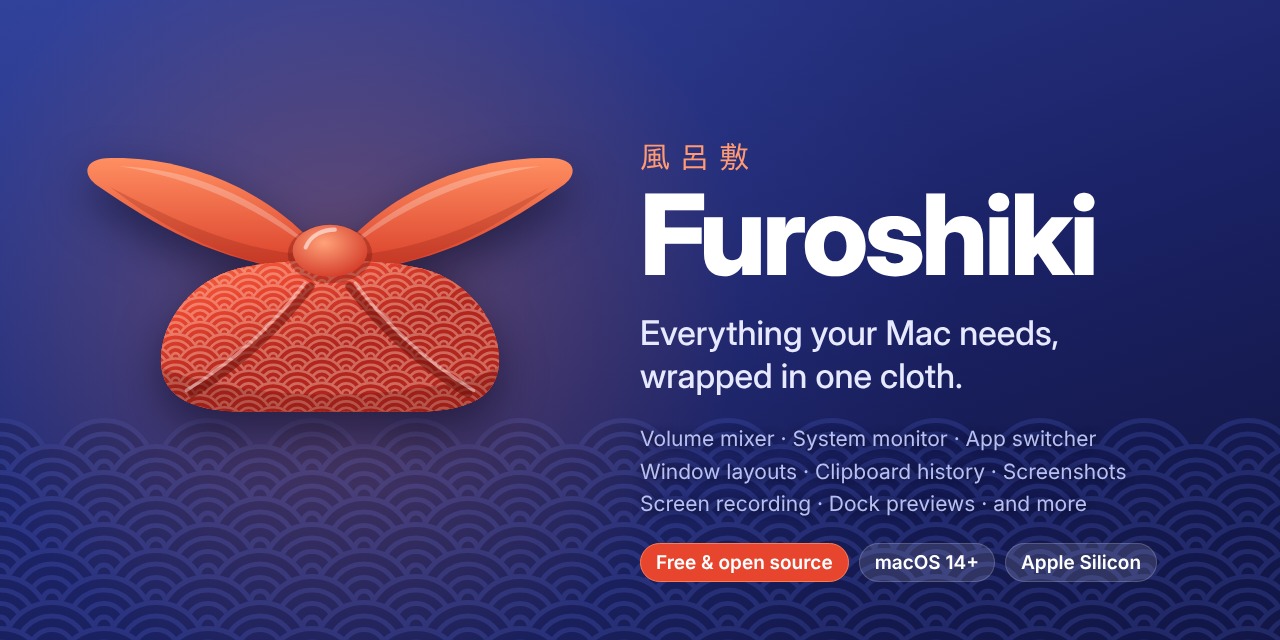 風呂敷
Furoshiki
Everything your Mac needs,
wrapped in one cloth.
Volume mixer · System monitor · App switcher
Window layouts · Clipboard history · Screenshots
Screen recording · Dock previews · and more
Free & open source macOS 14+ Apple Silicon